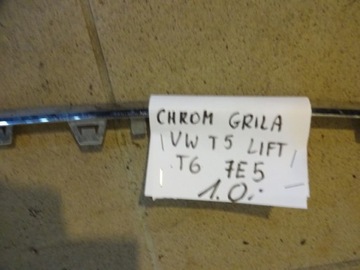 CHROM GRILA
VW T5 LIFT
T6 7E5
1.0.-